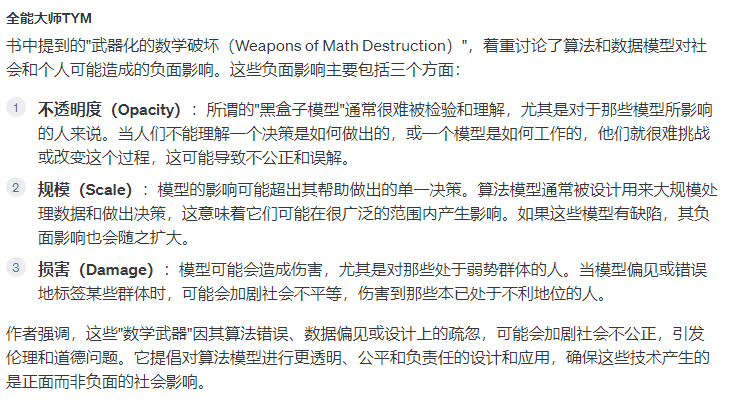 全能大师TYM
书中提到的"武器化的数学破坏（Weapons of Math Destruction）"，着重讨论了算法和数据模型对社
会和个人可能造成的负面影响。这些负面影响主要包括三个方面：
1 不透明度（Opacity）：所谓的"黑盒子模型"通常很难被检验和理解，尤其是对于那些模型所影响
的人来说。当人们不能理解一个决策是如何做出的，或一个模型是如何工作的，他们就很难挑战
或改变这个过程，这可能导致不公正和误解。
2 规模（Scale）：模型的影响可能超出其帮助做出的单一决策。算法模型通常被设计用来大规模处
理数据和做出决策，这意味着它们可能在很广泛的范围内产生影响。如果这些模型有缺陷，其负
面影响也会随之扩大。
3 损害（Damage）：模型可能会造成伤害，尤其是对那些处于弱势群体的人。当模型偏见或错误
地标签某些群体时，可能会加剧社会不平等，伤害到那些本已处于不利地位的人。
作者强调，这些"数学武器"因其算法错误、数据偏见或设计上的疏忽，可能会加剧社会不公正，引发
伦理和道德问题。它提倡对算法模型进行更透明、公平和负责任的设计和应用，确保这些技术产生的
是正面而非负面的社会影响。